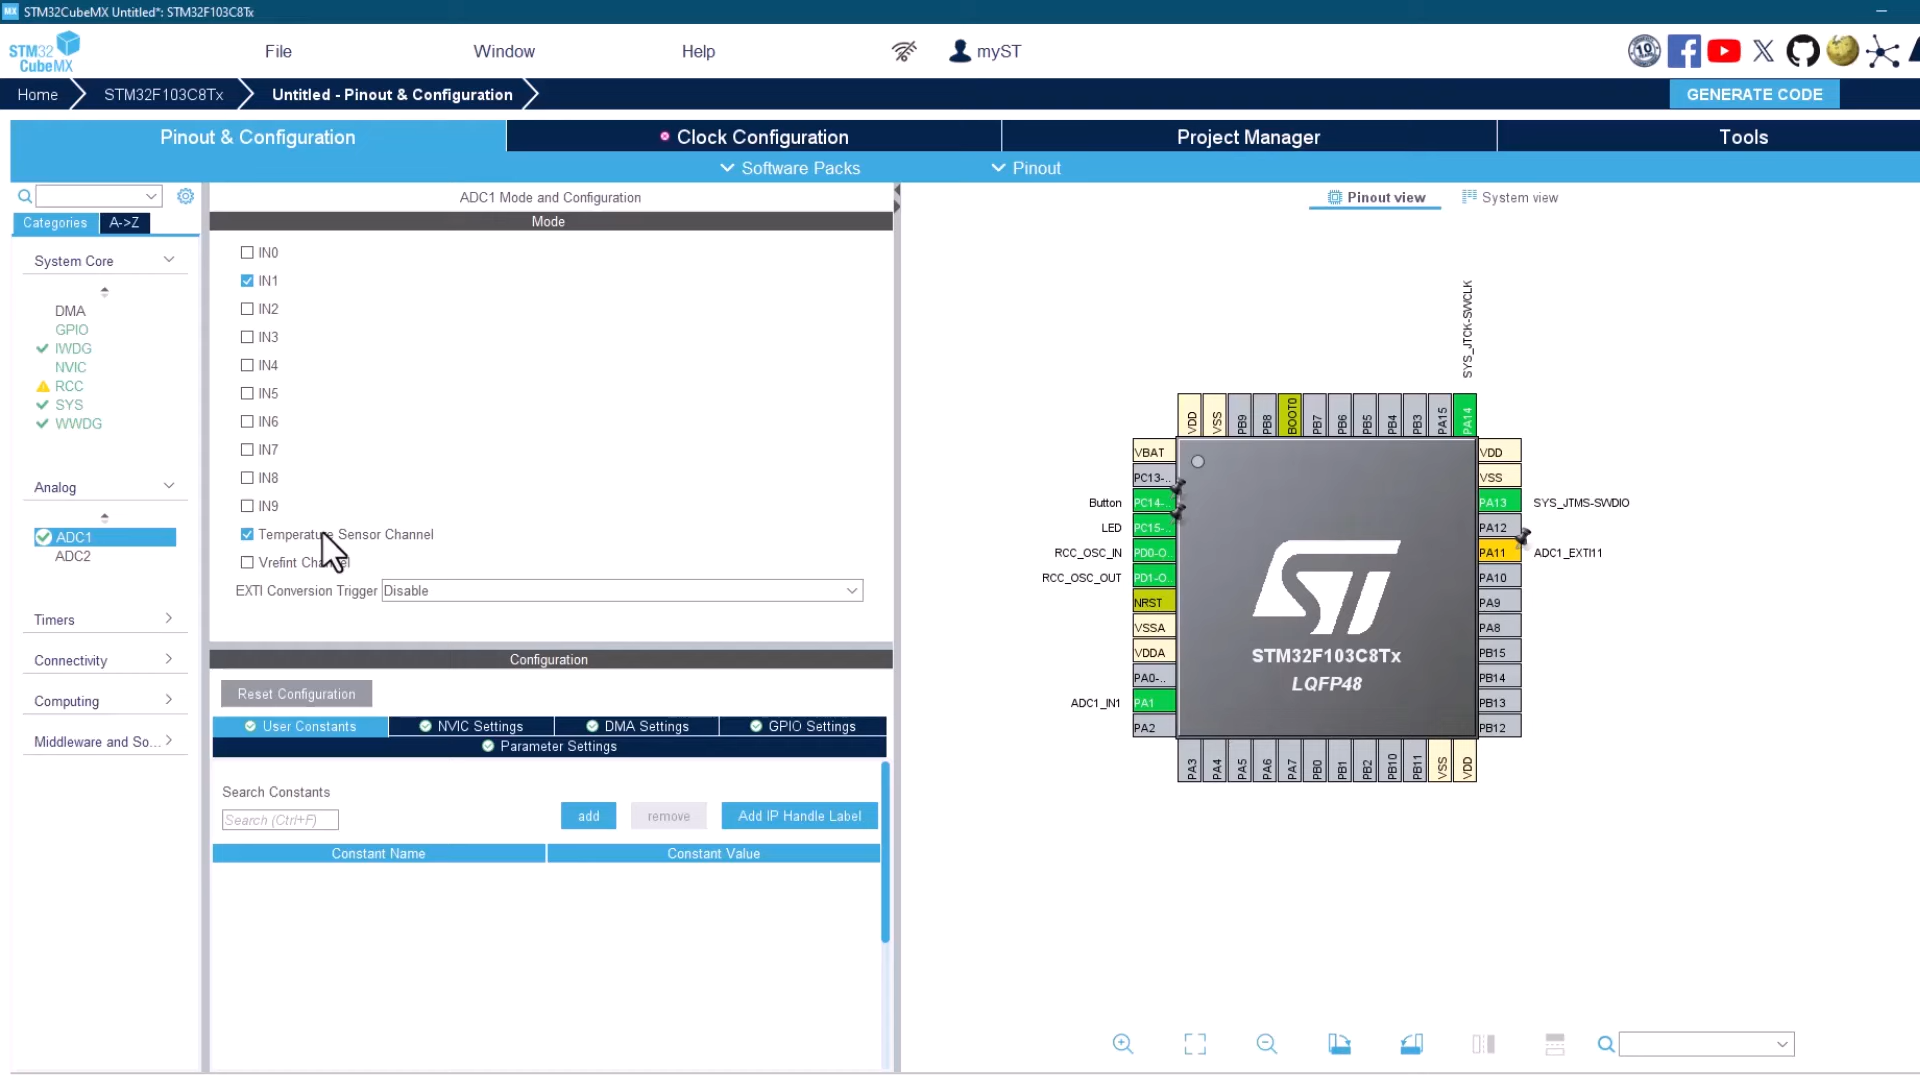 MX STM32CubeMX Untitled*: STM32F103C8Tx
STM32
CubeMX
File
Window
Help
myST
10
Home
STM32F103C8Tx
Untitled - Pinout & Configuration
GENERATE CODE
Pinout & Configuration
Clock Configuration
Project Manager
Tools
Software Packs
Pinout
Categories
A->Z
System Core
DMA
GPIO
IWDG
NVIC
RCC
SYS
WWDG
Analog
ADC1
ADC2
Timers
Connectivity
Computing
Middleware and So...
ADC1 Mode and Configuration
Mode
IN0
IN1
IN2
IN3
IN4
IN5
IN6
IN7
IN8
IN9
Temperature Sensor Channel
Vrefint Channel
EXTI Conversion Trigger Disable
Configuration
Reset Configuration
User Constants
NVIC Settings
DMA Settings
GPIO Settings
Parameter Settings
Search Constants
Search (Ctrl+F)
add
remove
Add IP Handle Label
Constant Name
Constant Value
Pinout view
System view
SYS_JTCK-SWCLK
VDD
VSS
PB9
PB8
BOOT0
PB7
PB6
PB5
PB4
PB3
PA15
PA14
VBAT
PC13-..
Button PC14-..
LED PC15-..
RCC_OSC_IN PD0-O..
RCC_OSC_OUT PD1-O..
NRST
VSSA
VDDA
PA0-..
ADC1_IN1 PA1
PA2
STM32F103C8Tx
LQFP48
VDD
VSS
PA13 SYS_JTMS-SWDIO
PA12
PA11 ADC1_EXTI11
PA10
PA9
PA8
PB15
PB14
PB13
PB12
PA3
PA4
PA5
PA6
PA7
PB0
PB1
PB2
PB10
PB11
VSS
VDD